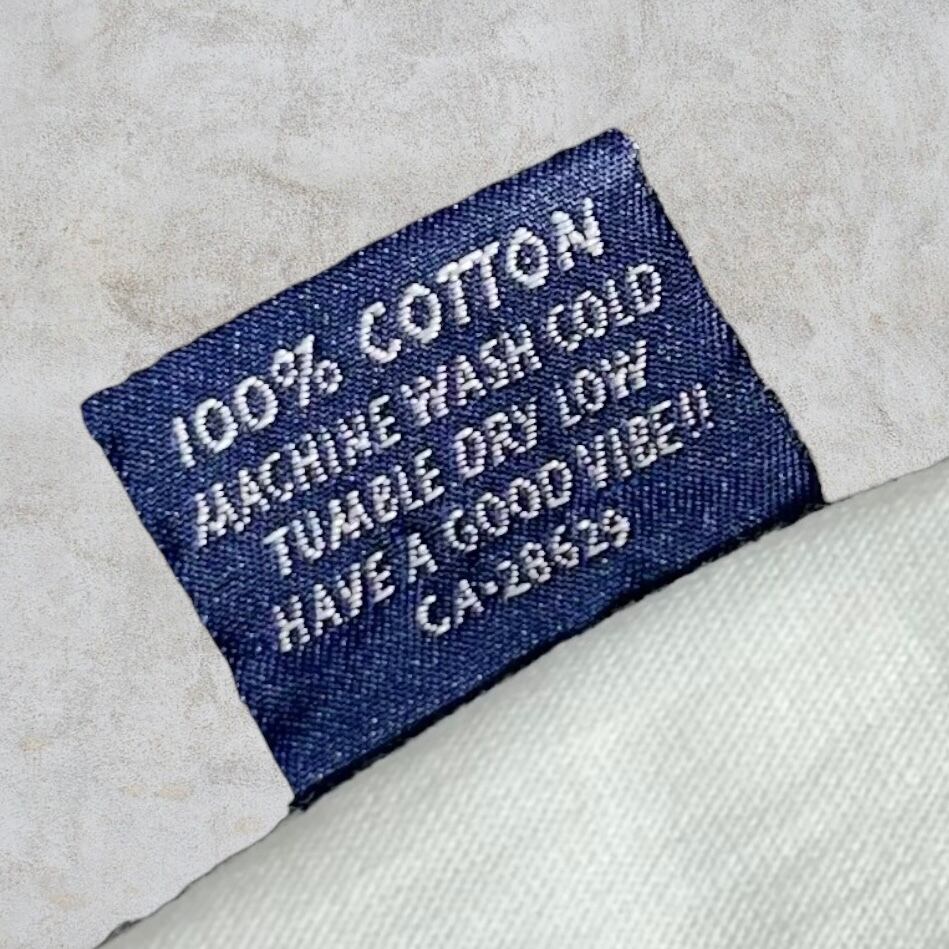 100% COTTON
MACHINE WASH COLD
TUMBLE DRY LOW
HAVE A GOOD VIBE!!
CA-28629